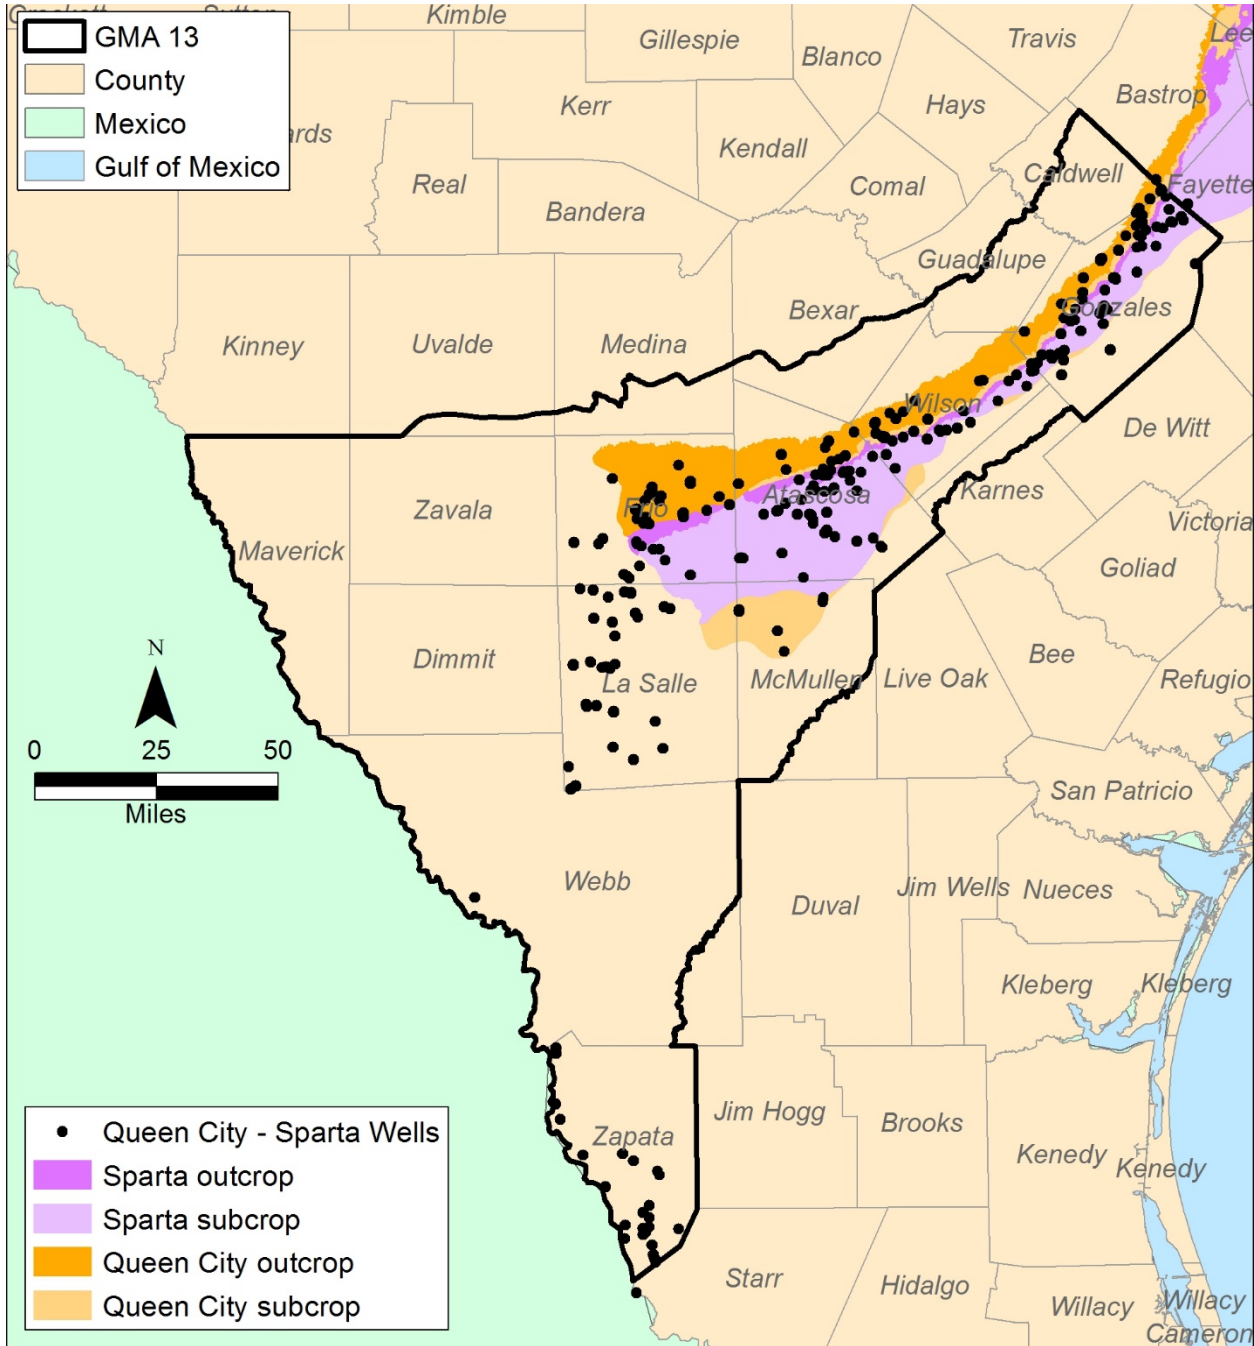 Crockett
Sutton
Kimble
GMA 13
County
Mexico
Gulf of Mexico
Gillespie
Blanco
Travis
Lee
Bastrop
Hays
Kerr
Kendall
Real
Bandera
Comal
Caldwell
Fayette
Guadalupe
Bexar
Gonzales
Kinney
Uvalde
Medina
Wilson
De Witt
Zavala
Frio
Atascosa
Karnes
Victoria
Maverick
Goliad
Dimmit
La Salle
McMullen
Live Oak
Bee
Refugio
N
0 25 50
Miles
San Patricio
Webb
Duval
Jim Wells
Nueces
Kleberg
Kleberg
Zapata
Jim Hogg
Brooks
Kenedy
Kenedy
Starr
Hidalgo
Willacy
Willacy
Cameron
Queen City - Sparta Wells
Sparta outcrop
Sparta subcrop
Queen City outcrop
Queen City subcrop